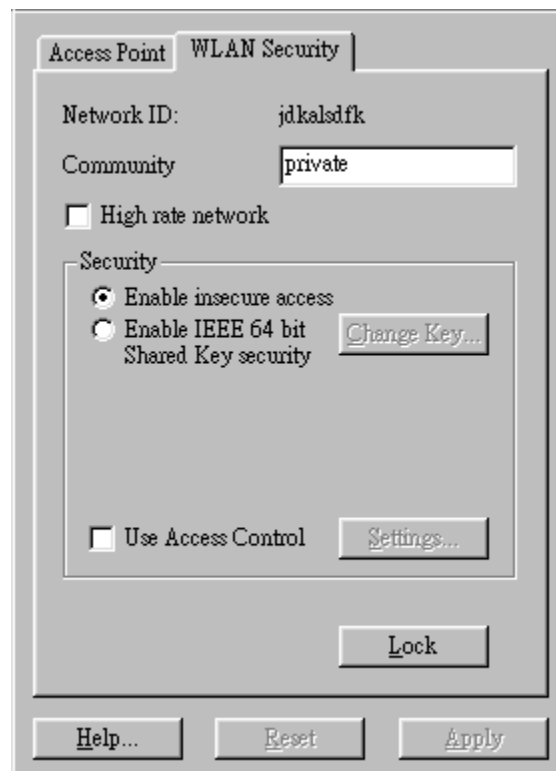 Access Point WLAN Security
Network ID: jdkalsdfk
Community private
High rate network
Security
Enable insecure access
Enable IEEE 64 bit
Shared Key security
Change Key...
Use Access Control Settings...
Lock
Help... Reset Apply